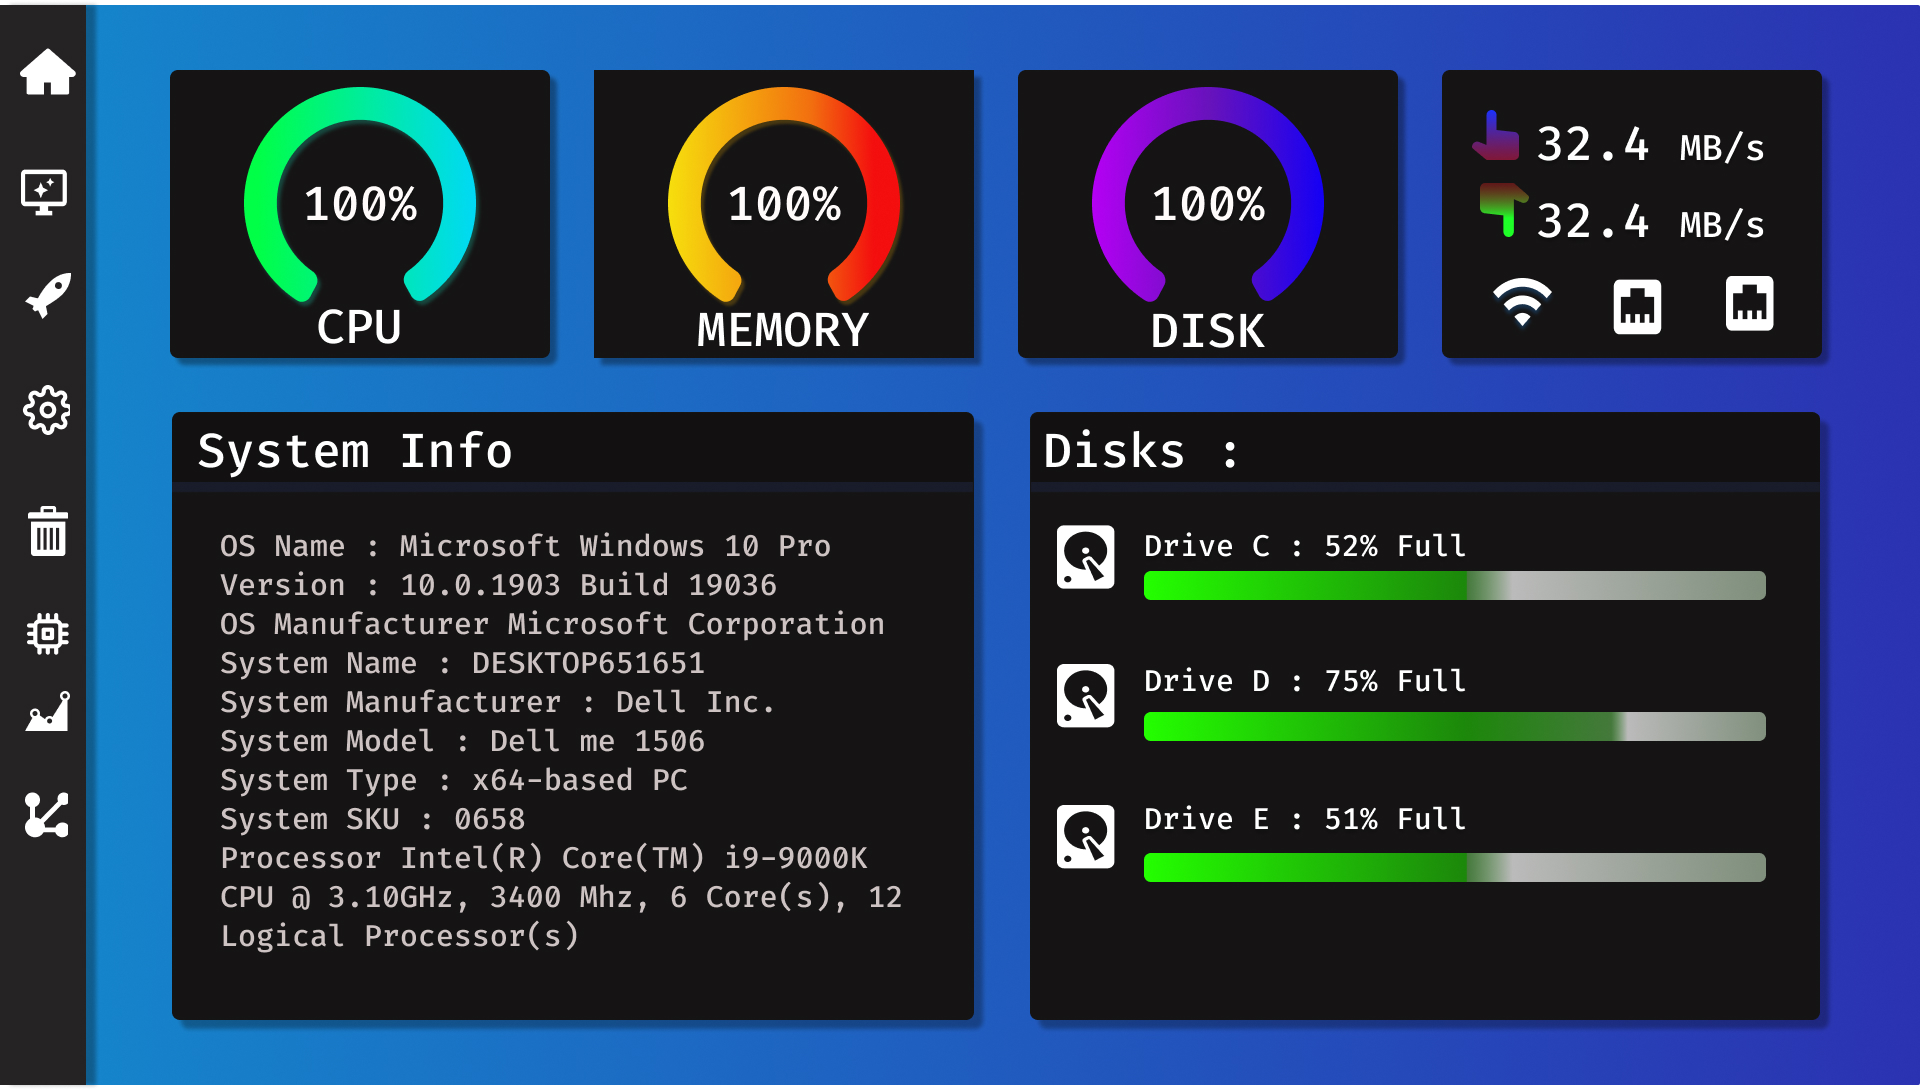 100%
CPU
100%
MEMORY
100%
DISK
32.4 MB/s
32.4 MB/s
System Info
OS Name : Microsoft Windows 10 Pro
Version : 10.0.1903 Build 19036
OS Manufacturer Microsoft Corporation
System Name : DESKTOP651651
System Manufacturer : Dell Inc.
System Model : Dell me 1506
System Type : x64-based PC
System SKU : 0658
Processor Intel(R) Core(TM) i9-9000K
CPU @ 3.10GHz, 3400 Mhz, 6 Core(s), 12
Logical Processor(s)
Disks :
Drive C : 52% Full
Drive D : 75% Full
Drive E : 51% Full